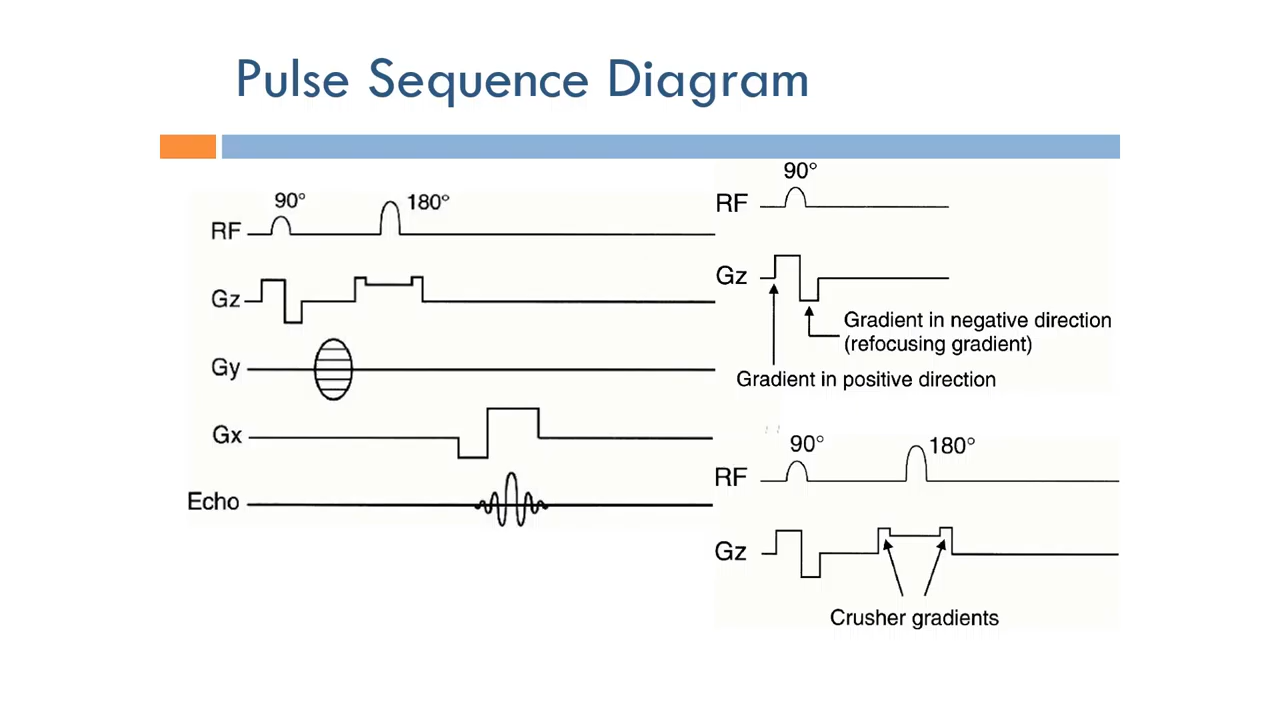 Pulse Sequence Diagram
90°
180°
RF
Gz
Gy
Gx
Echo
90°
RF
Gz
Gradient in negative direction
(refocusing gradient)
Gradient in positive direction
90°
180°
RF
Gz
Crusher gradients